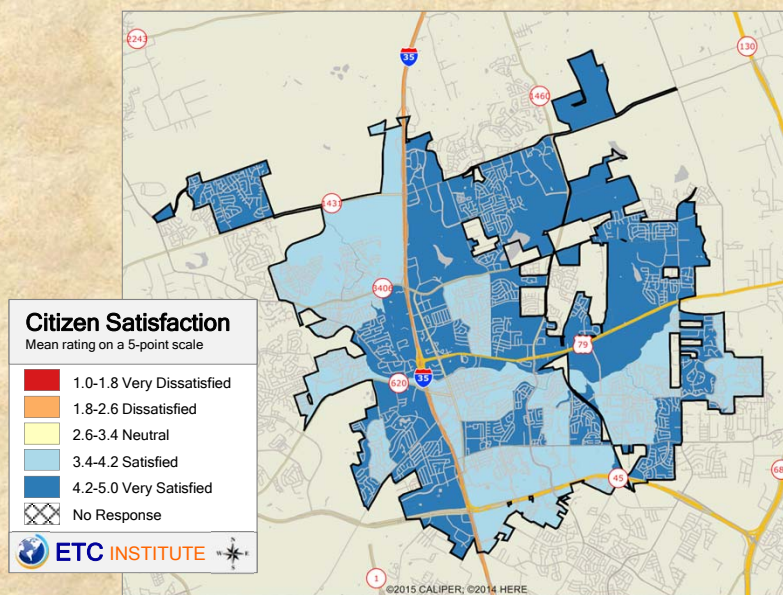 2243
35
130
1460
1431
3406
79
620
35
45
68
1
Citizen Satisfaction
Mean rating on a 5-point scale
1.0-1.8 Very Dissatisfied
1.8-2.6 Dissatisfied
2.6-3.4 Neutral
3.4-4.2 Satisfied
4.2-5.0 Very Satisfied
No Response
ETC INSTITUTE
N
W E
S
©2015 CALIPER; ©2014 HERE